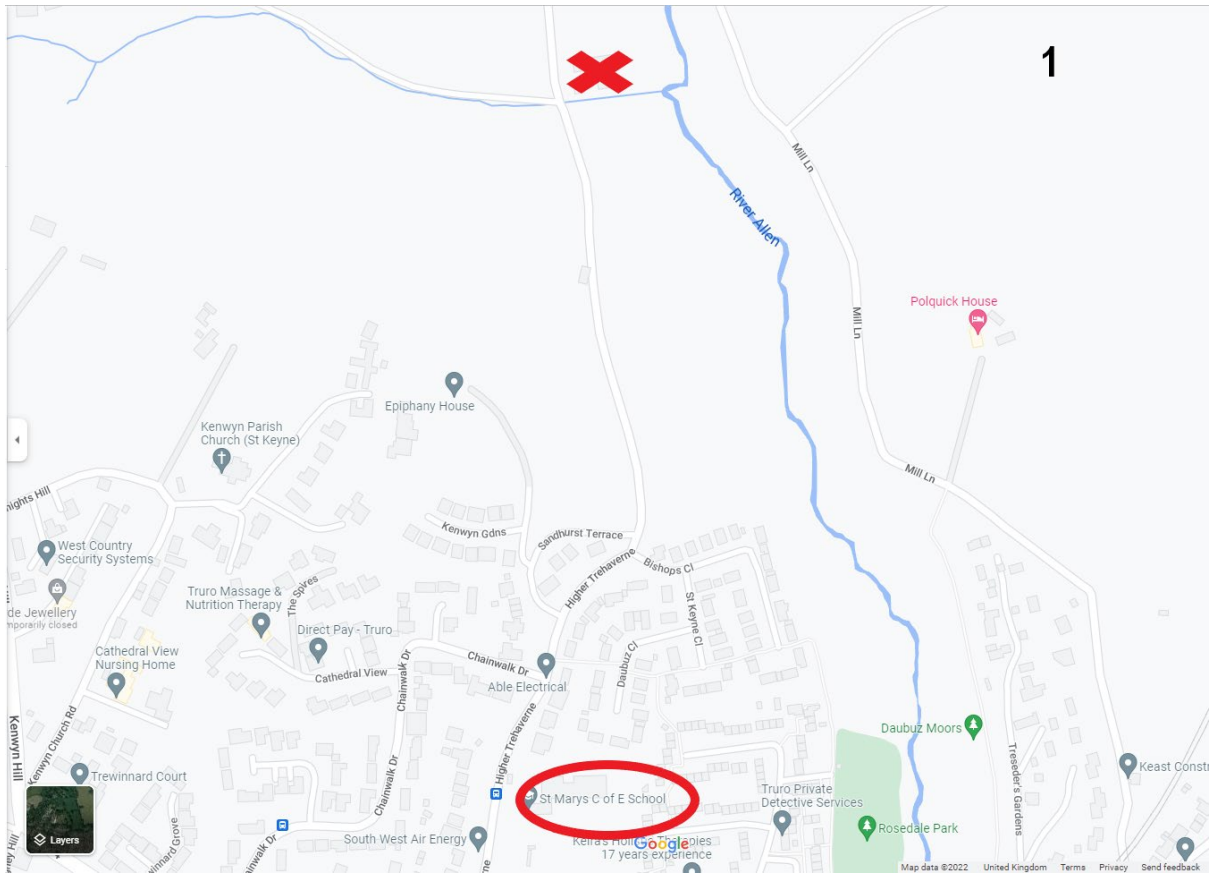 1
Mill Ln
River Allen
Polquick House
Mill Ln
Epiphany House
Kenwyn Parish
Church (St Keyne)
Mill Ln
nights Hill
Kenwyn Gdns
Sandhurst Terrace
West Country
Security Systems
Higher Trehaverne
Bishops Cl
Truro Massage &
Nutrition Therapy
The Spires
St Keyne Cl
de Jewellery
mporarily closed
Direct Pay - Truro
Daubuz Cl
Cathedral View
Nursing Home
Chainwalk Dr
Chainwalk Dr
Cathedral View
Able Electrical
Kenwyn Hill
Kenwyn Church Rd
Higher Trehaverne
Daubuz Moors
Treseder's Gardens
Trewinnard Court
Chainwalk Dr
St Marys C of E School
Truro Private
Detective Services
Keast Constr
Layers
South West Air Energy
Rosedale Park
17 years experience
Google
Map data ©2022 United Kingdom Terms Privacy Send feedback